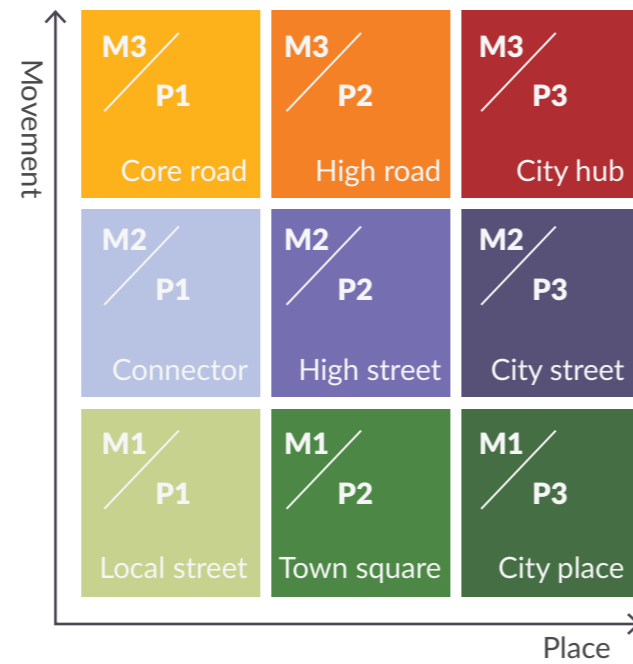 Movement
M3
P1
Core road
M3
P2
High road
M3
P3
City hub
M2
P1
Connector
M2
P2
High street
M2
P3
City street
M1
P1
Local street
M1
P2
Town square
M1
P3
City place
Place